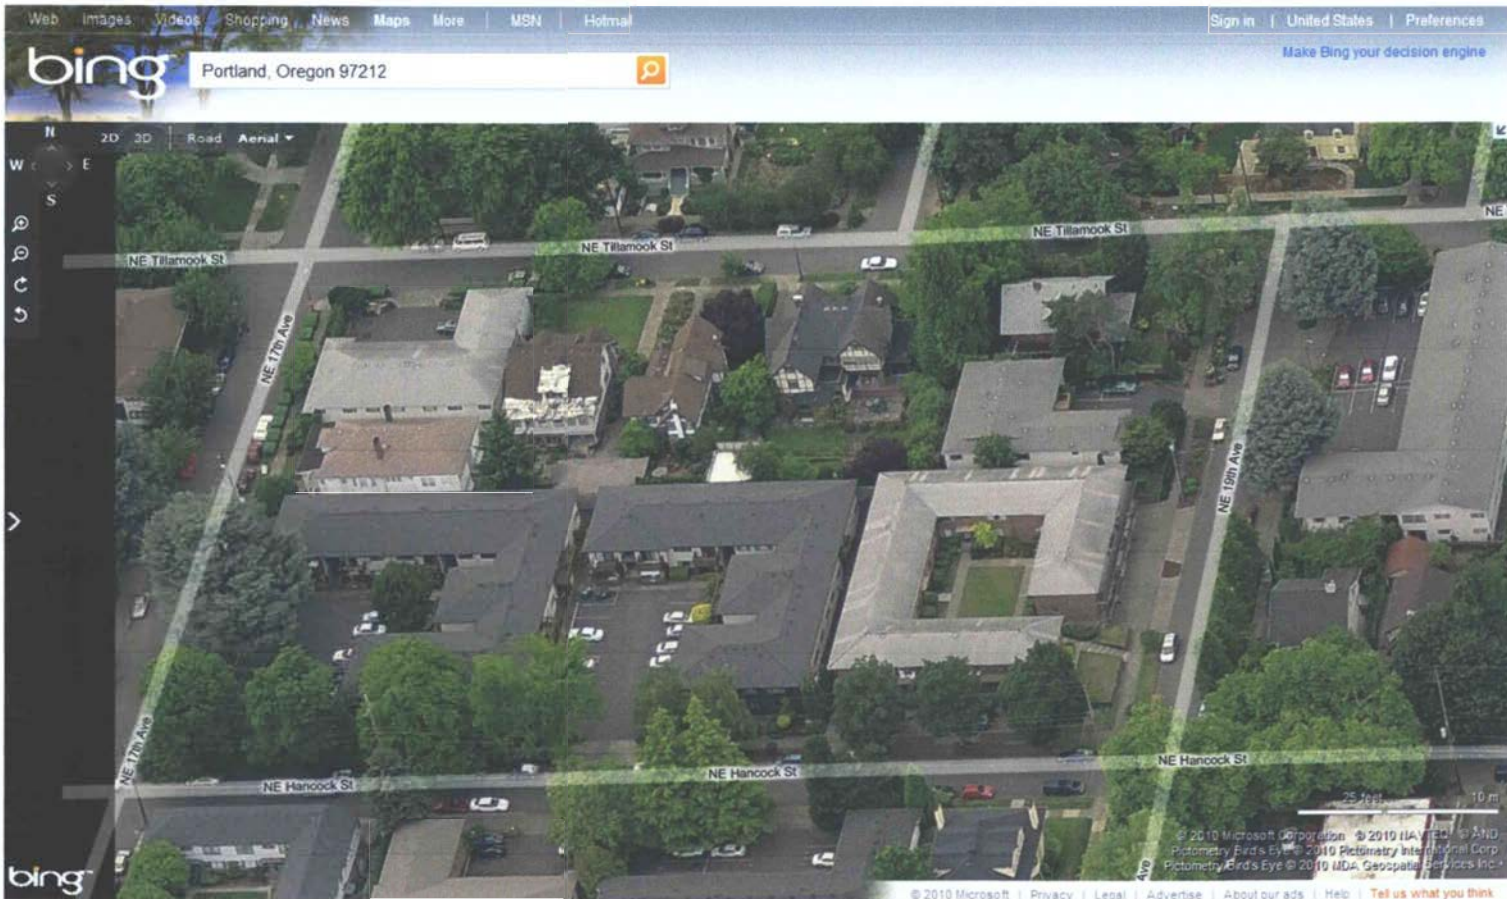 Web Images Videos Shopping News Maps More | MSN | Hotmail
Sign in | United States | Preferences
bing
Portland, Oregon 97212
Make Bing your decision engine
N
2D 3D | Road Aerial
W E
S
NE Tillamook St
NE Tillamook St
NE Tillamook St
NE
NE 17th Ave
NE 19th Ave
NE 17th Ave
NE Hancock St
NE Hancock St
NE Hancock St
25 feet 10 m
© 2010 Microsoft Corporation © 2010 NAVTEQ © AND
Pictometry Bird's Eye © 2010 Pictometry International Corp
Pictometry Bird's Eye © 2010 MDA Geospatial Services Inc.
Ave
bing
© 2010 Microsoft | Privacy | Legal | Advertise | About our ads | Help | Tell us what you think